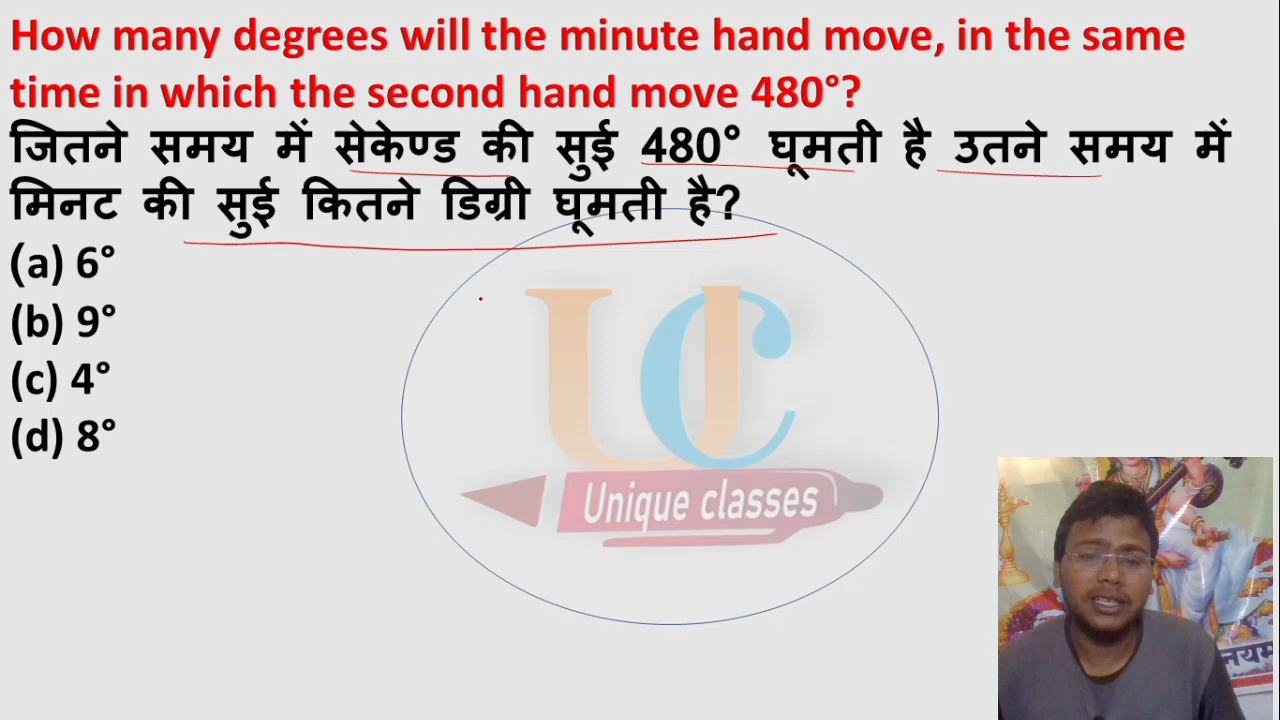 How many degrees will the minute hand move, in the same
time in which the second hand move 480°?
जितने समय में सेकेण्ड की सुई 480° घूमती है उतने समय में
मिनट की सुई कितने डिग्री घूमती है?
(a) 6°
(b) 9°
(c) 4°
(d) 8°
UC
Unique classes